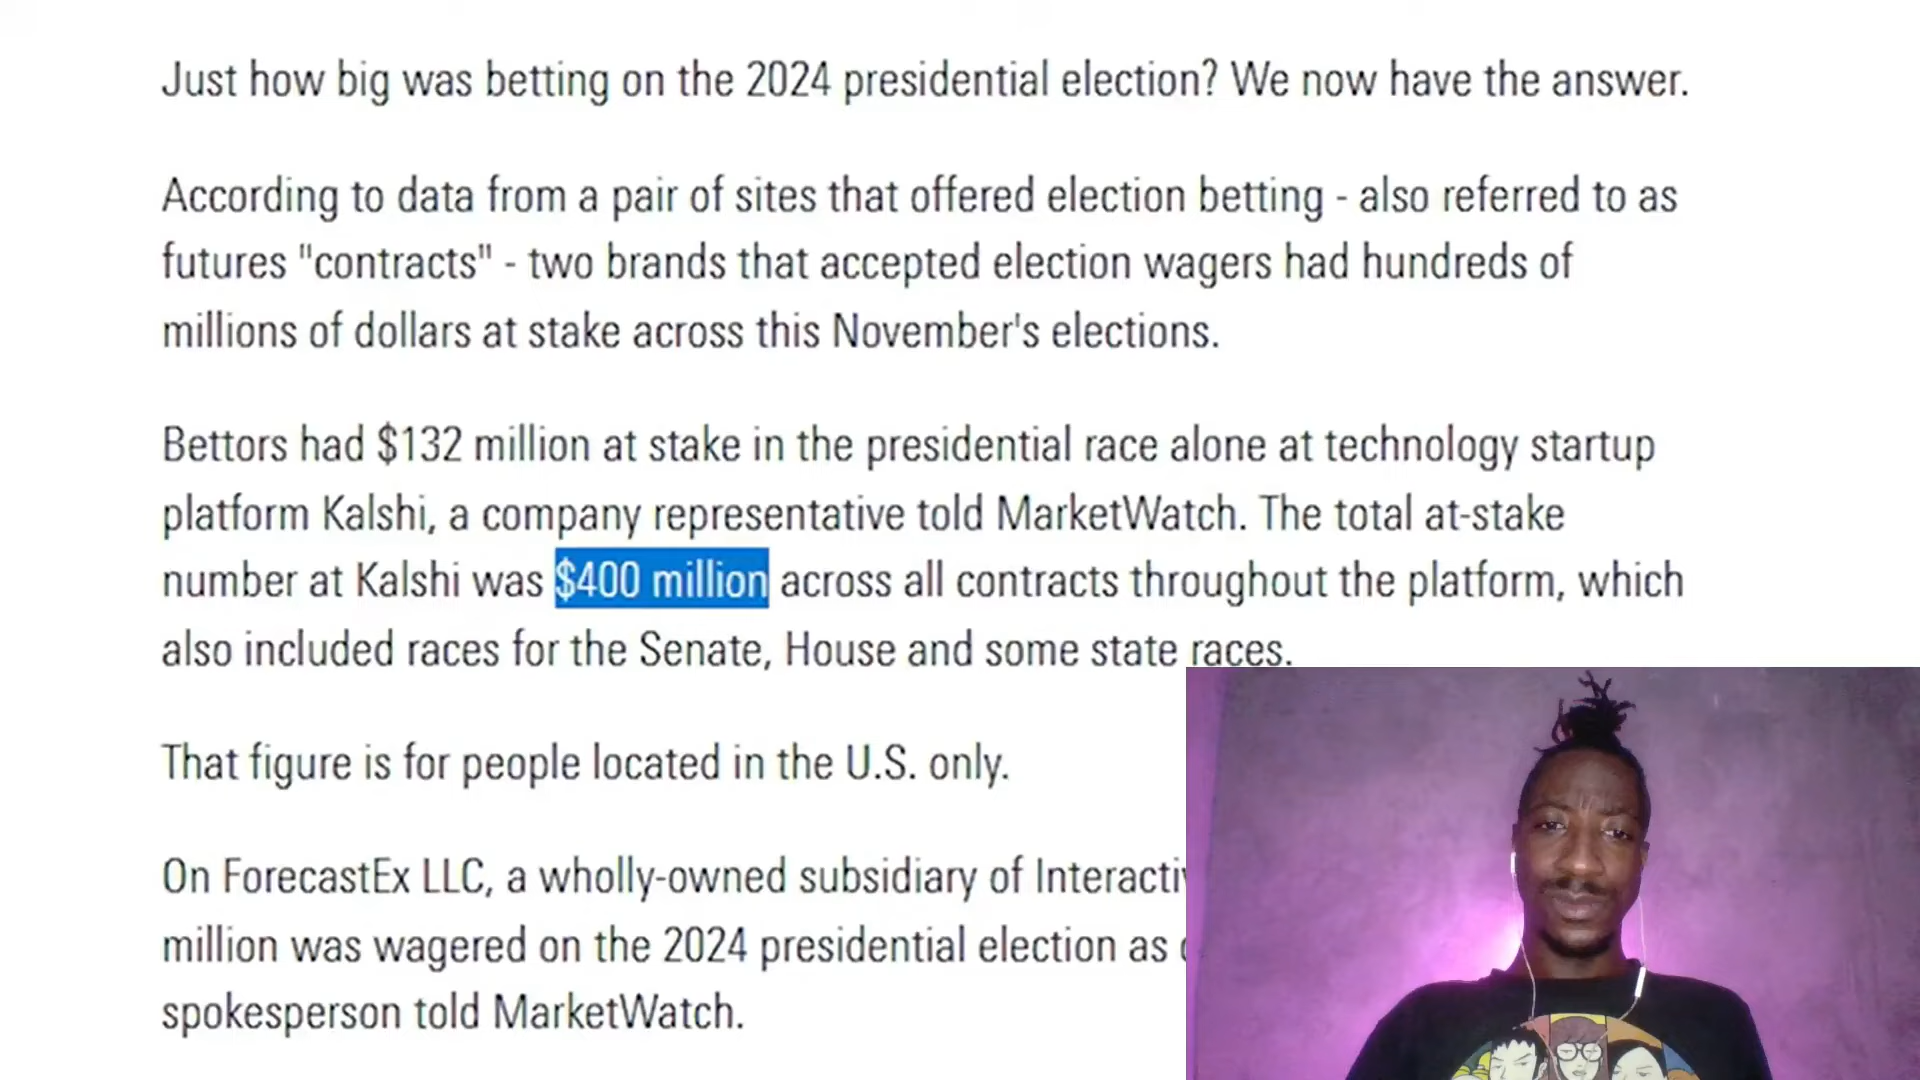 Just how big was betting on the 2024 presidential election? We now have the answer.
According to data from a pair of sites that offered election betting - also referred to as
futures "contracts" - two brands that accepted election wagers had hundreds of
millions of dollars at stake across this November's elections.
Bettors had $132 million at stake in the presidential race alone at technology startup
platform Kalshi, a company representative told MarketWatch. The total at-stake
number at Kalshi was $400 million across all contracts throughout the platform, which
also included races for the Senate, House and some state races.
That figure is for people located in the U.S. only.
On ForecastEx LLC, a wholly-owned subsidiary of
million was wagered on the 2024 presidential election as
spokesperson told MarketWatch.